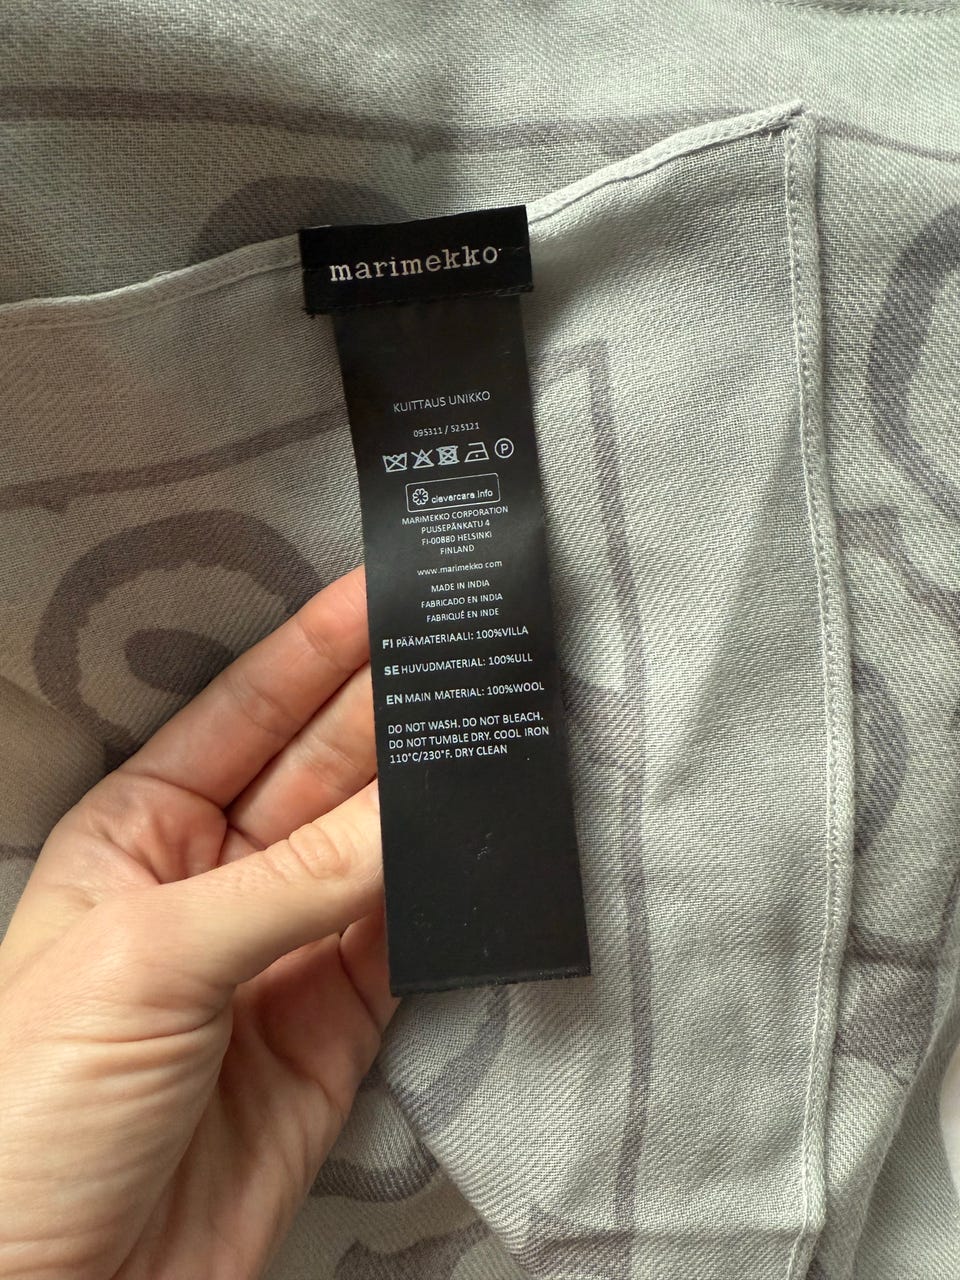 marimekko
KUITTAUS UNIKKO
095311 / S25121
P
clevercare.info
MARIMEKKO CORPORATION
PUUSEPÄNKATU 4
FI-00880 HELSINKI
FINLAND
www.marimekko.com
MADE IN INDIA
FABRICADO EN INDIA
FABRIQUÉ EN INDE
FI PÄÄMATERIAALI: 100%VILLA
SE HUVUDMATERIAL: 100%ULL
EN MAIN MATERIAL: 100%WOOL
DO NOT WASH. DO NOT BLEACH.
DO NOT TUMBLE DRY. COOL IRON
110°C/230°F. DRY CLEAN